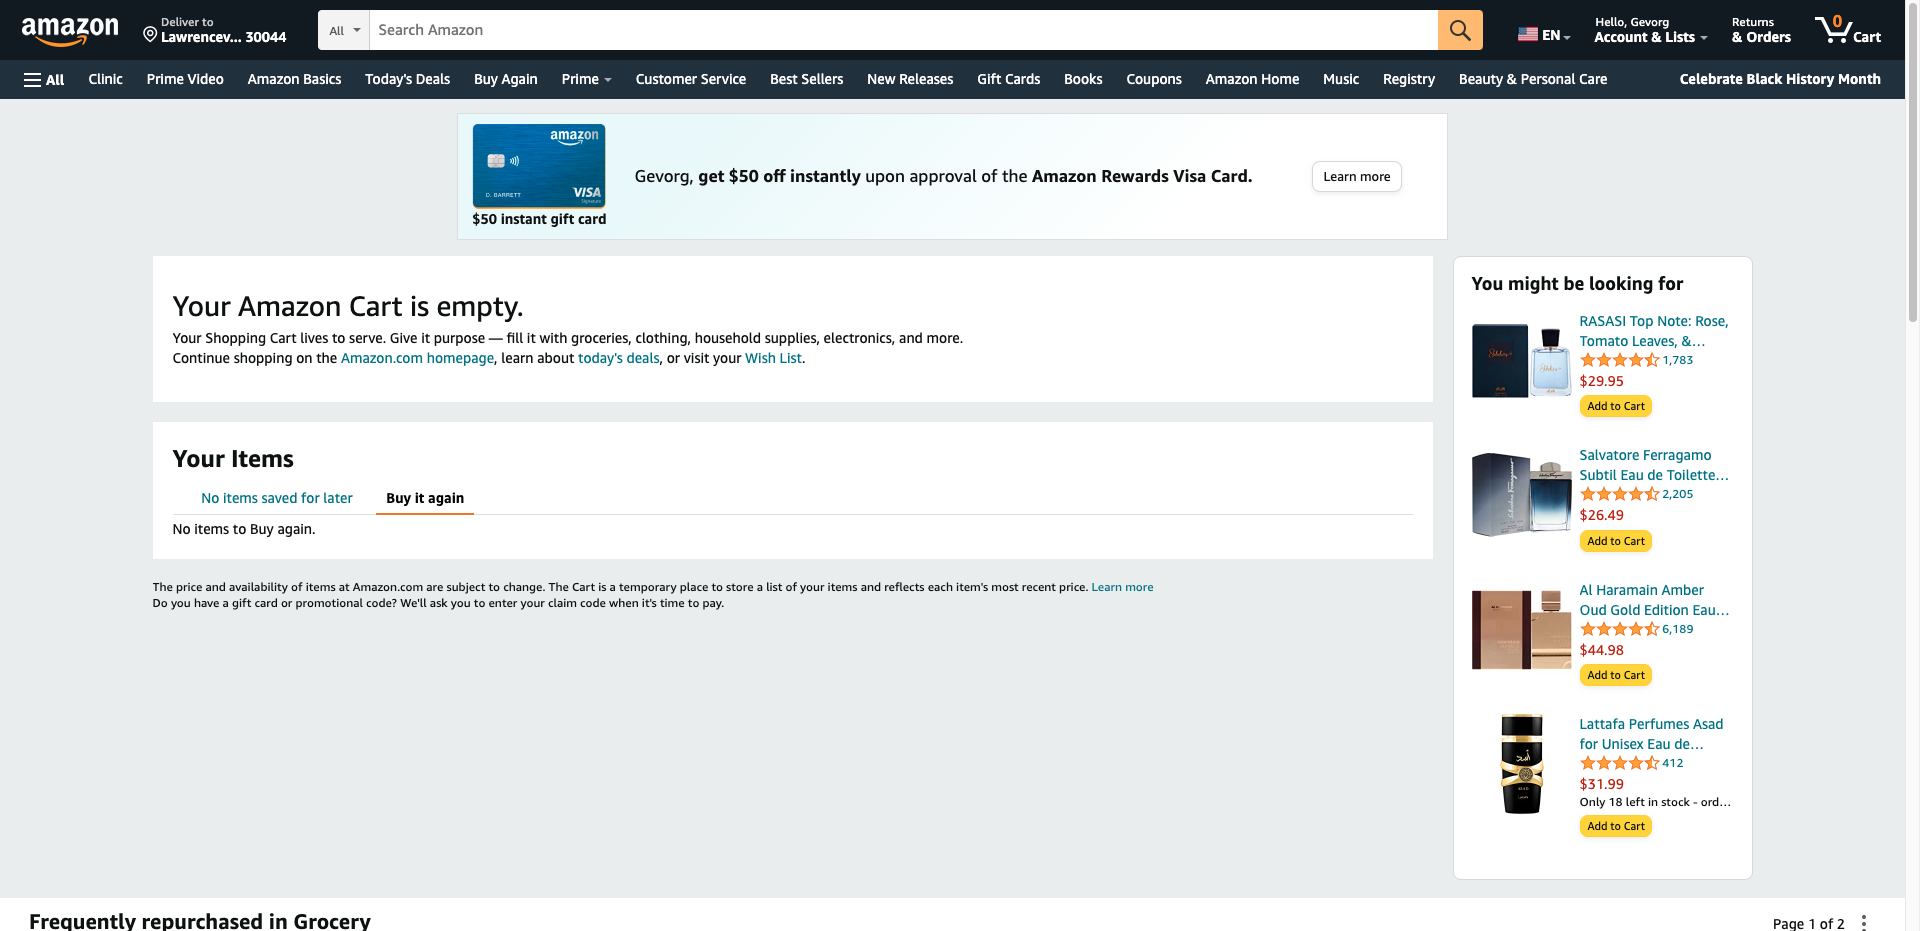 amazon
Deliver to
Lawrencev... 30044
All
Search Amazon
EN
Hello, Gevorg
Account & Lists
Returns
& Orders
0
Cart
All
Clinic
Prime Video
Amazon Basics
Today's Deals
Buy Again
Prime
Customer Service
Best Sellers
New Releases
Gift Cards
Books
Coupons
Amazon Home
Music
Registry
Beauty & Personal Care
Celebrate Black History Month
amazon
D. BARRETT
VISA
Signature
$50 instant gift card
Gevorg, get $50 off instantly upon approval of the Amazon Rewards Visa Card.
Learn more
Your Amazon Cart is empty.
Your Shopping Cart lives to serve. Give it purpose — fill it with groceries, clothing, household supplies, electronics, and more.
Continue shopping on the Amazon.com homepage, learn about today's deals, or visit your Wish List.
Your Items
No items saved for later
Buy it again
No items to Buy again.
The price and availability of items at Amazon.com are subject to change. The Cart is a temporary place to store a list of your items and reflects each item's most recent price. Learn more
Do you have a gift card or promotional code? We'll ask you to enter your claim code when it's time to pay.
You might be looking for
RASASI Top Note: Rose,
Tomato Leaves, &…
1,783
$29.95
Add to Cart
Salvatore Ferragamo
Subtil Eau de Toilette…
2,205
$26.49
Add to Cart
Al Haramain Amber
Oud Gold Edition Eau…
6,189
$44.98
Add to Cart
Lattafa Perfumes Asad
for Unisex Eau de…
412
$31.99
Only 18 left in stock - ord…
Add to Cart
Frequently repurchased in Grocery
Page 1 of 2